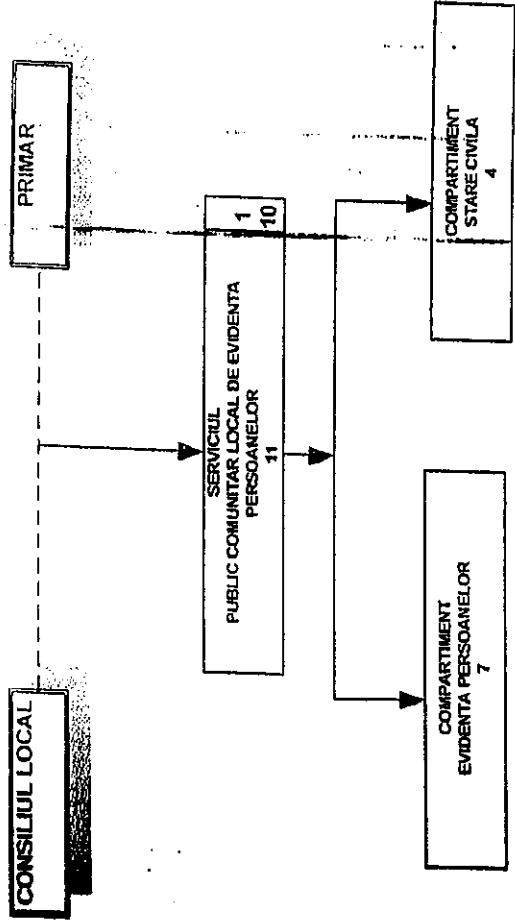 CONSILIUL LOCAL
PRIMAR
SERVICIUL
PUBLIC COMUNITAR LOCAL DE EVIDENTA
PERSOANELOR
11
1
10
COMPARTIMENT
EVIDENTA PERSOANELOR
7
COMPARTIMENT
STARE CIVILA
4